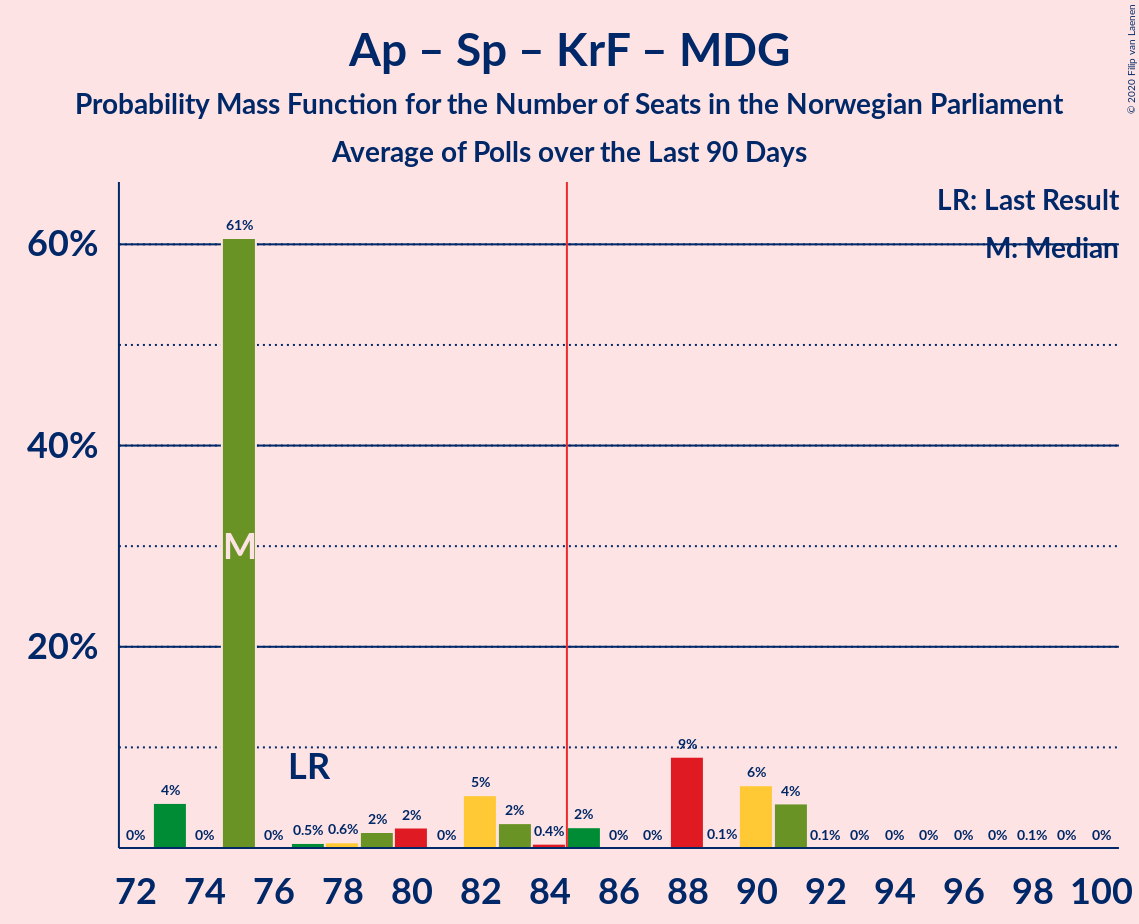 Ap – Sp – KrF – MDG
Probability Mass Function for the Number of Seats in the Norwegian Parliament
Average of Polls over the Last 90 Days
© 2020 Filip van Laenen
LR: Last Result
M: Median
60%
40%
20%
61%
M
LR
0% 4% 0% 0% 0.5% 0.6% 2% 2% 0% 5% 2% 0.4% 2% 0% 0% 9% 0.1% 6% 4% 0.1% 0% 0% 0% 0% 0% 0.1% 0% 0%
72 74 76 78 80 82 84 86 88 90 92 94 96 98 100